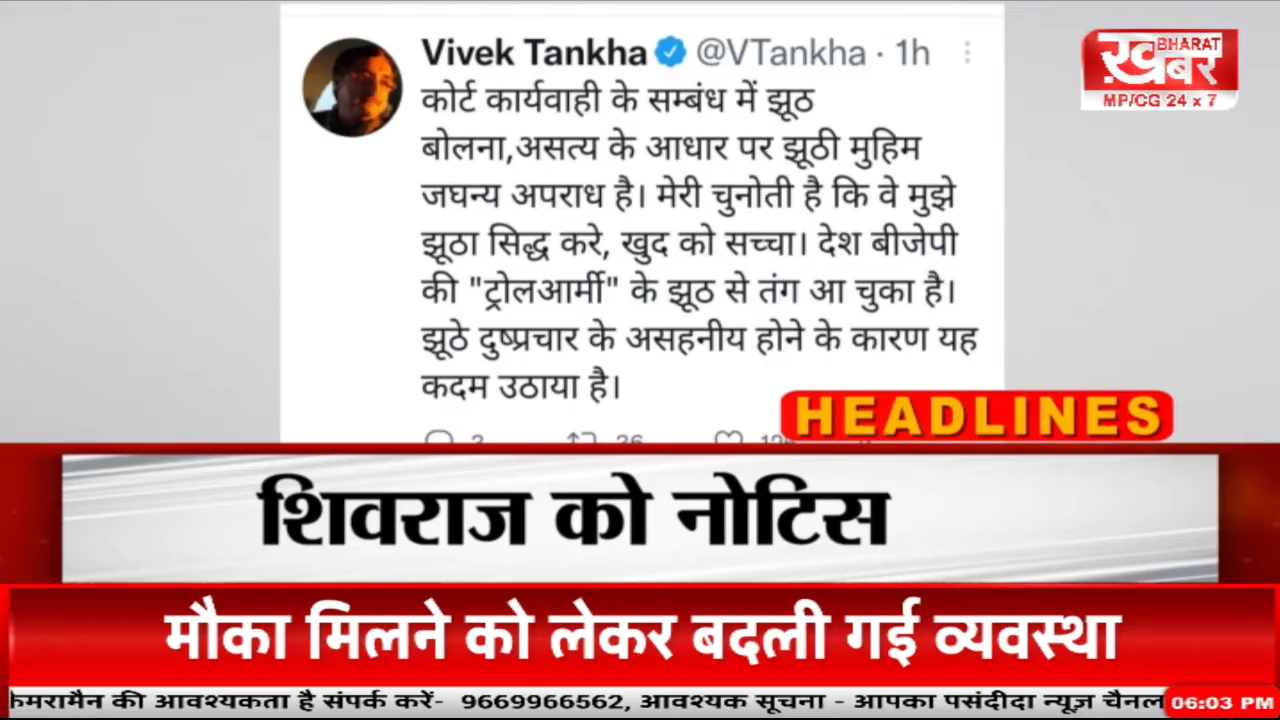 Vivek Tankha @VTankha · 1h
BHARAT
ख़बर
MP/CG 24 x 7
कोर्ट कार्यवाही के सम्बंध में झूठ
बोलना,असत्य के आधार पर झूठी मुहिम
जघन्य अपराध है। मेरी चुनोती है कि वे मुझे
झूठा सिद्ध करे, खुद को सच्चा। देश बीजेपी
की "ट्रोलआर्मी" के झूठ से तंग आ चुका है।
झूठे दुष्प्रचार के असहनीय होने के कारण यह
कदम उठाया है।
HEADLINES
शिवराज को नोटिस
मौका मिलने को लेकर बदली गई व्यवस्था
कैमरामैन की आवश्यकता है संपर्क करें- 9669966562, आवश्यक सूचना - आपका पसंदीदा न्यूज़ चैनल
06:03 PM